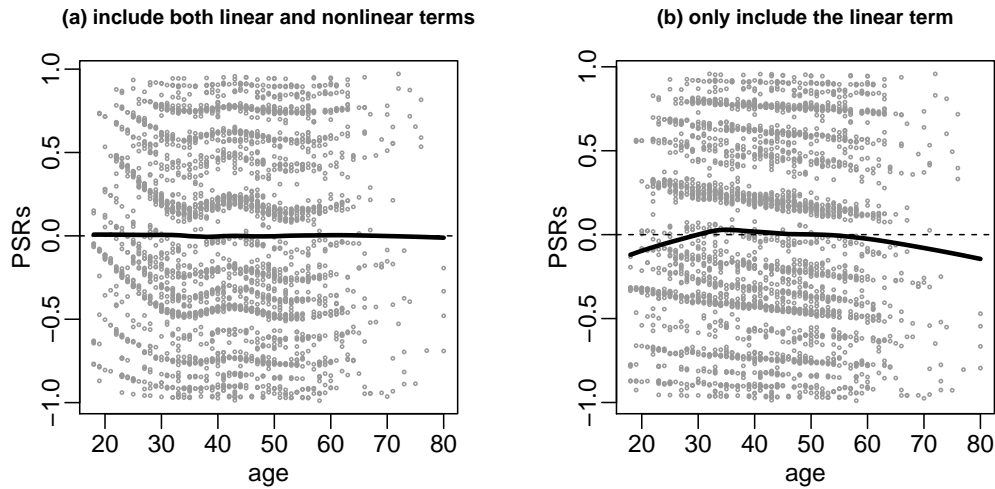 (a) include both linear and nonlinear terms
PSRs
1.0
0.5
0.0
−0.5
−1.0
20 30 40 50 60 70 80
age
(b) only include the linear term
PSRs
1.0
0.5
0.0
−0.5
−1.0
20 30 40 50 60 70 80
age